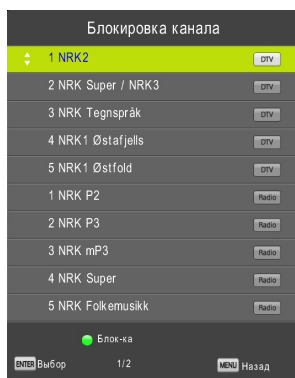 Блокировка канала
1 NRK2 DTV
2 NRK Super / NRK3 DTV
3 NRK Tegnspråk DTV
4 NRK1 Østafjells DTV
5 NRK1 Østfold DTV
1 NRK P2 Radio
2 NRK P3 Radio
3 NRK mP3 Radio
4 NRK Super Radio
5 NRK Folkemusikk Radio
Блок-ка
ENTER Выбор 1/2 MENU Назад